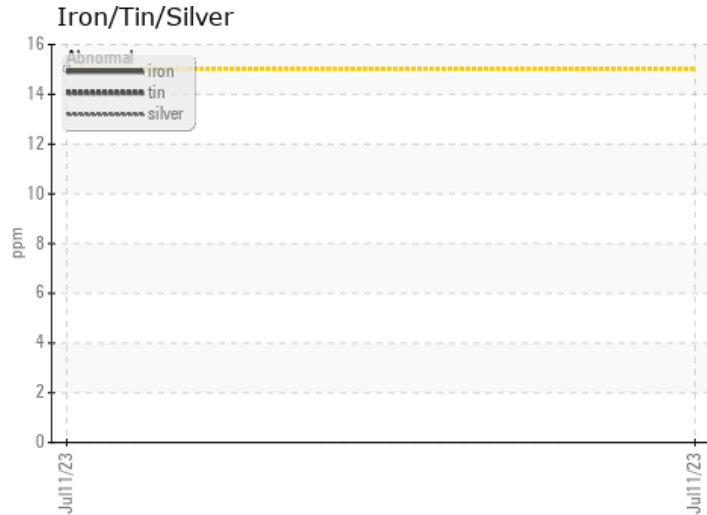 Iron/Tin/Silver
16
Abnormal
iron
tin
silver
14
12
10
8
6
4
2
0
ppm
Jul11/23
Jul11/23